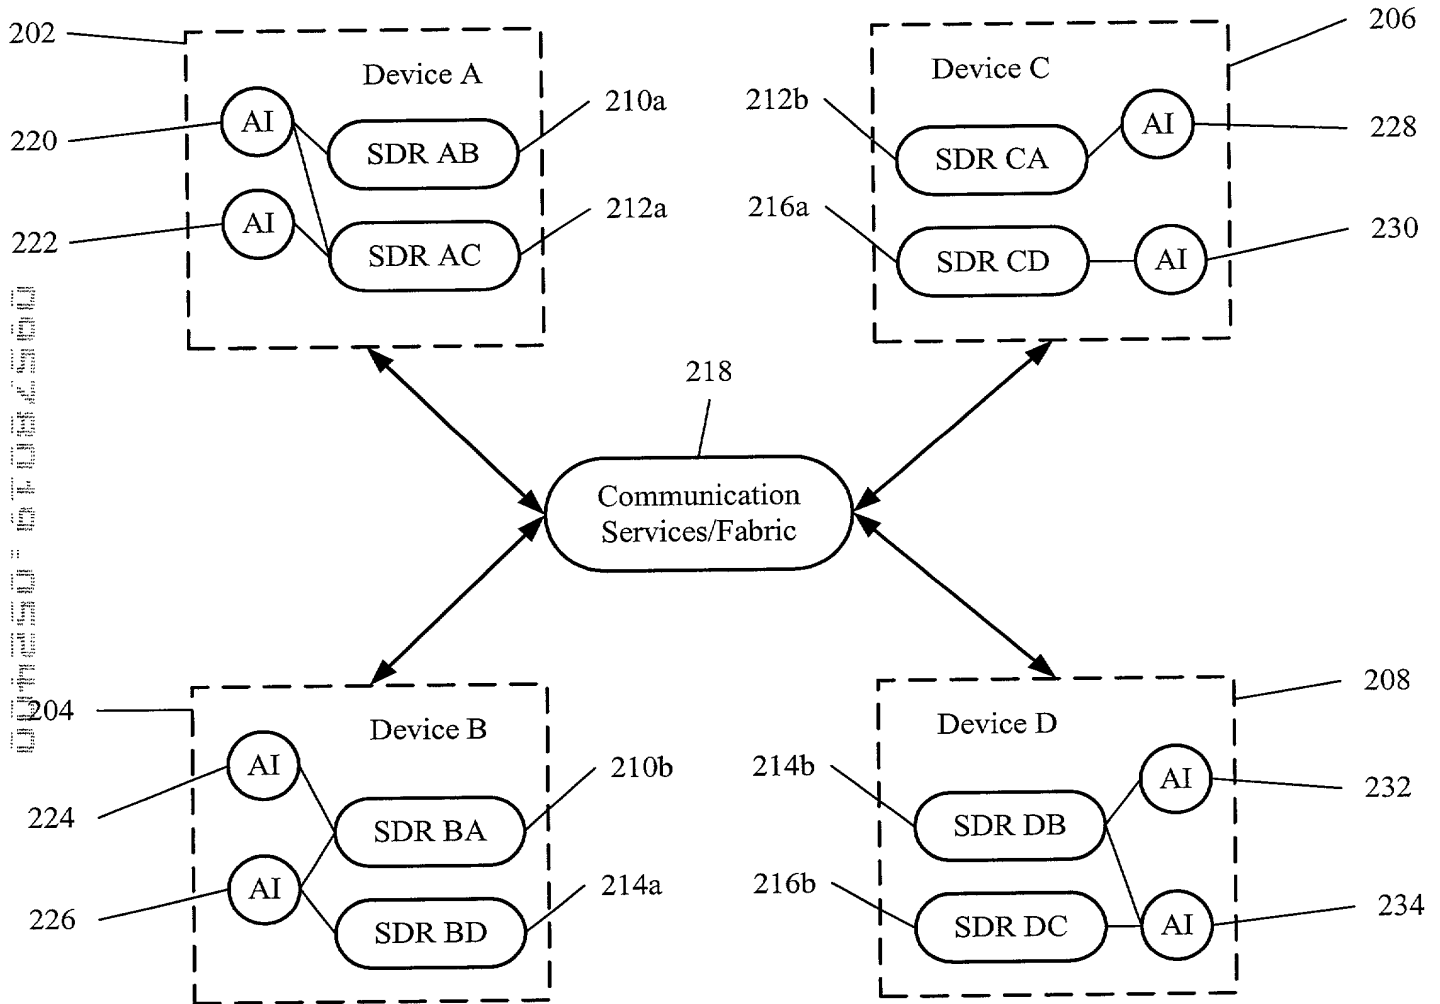 202
Device A
AI
220
SDR AB
210a
AI
222
SDR AC
212a
206
Device C
212b
SDR CA
AI
228
216a
SDR CD
AI
230
218
Communication
Services/Fabric
204
Device B
AI
224
SDR BA
210b
AI
226
SDR BD
214a
208
Device D
214b
SDR DB
AI
232
216b
SDR DC
AI
234